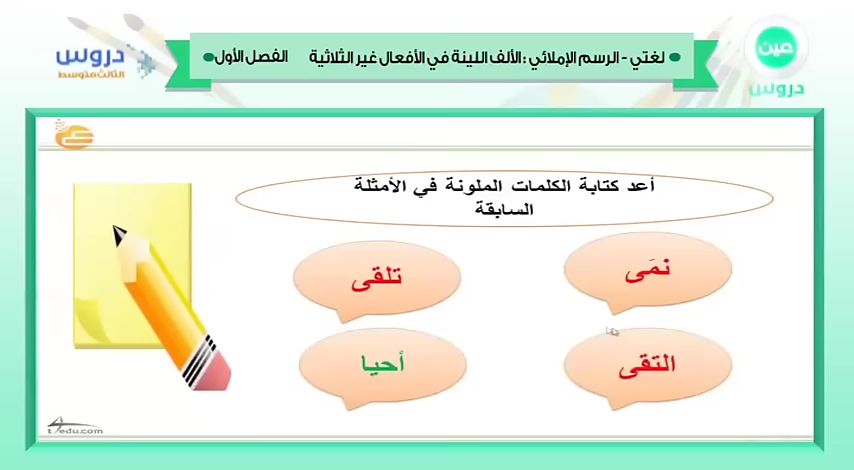 لغتي - الرسم الإملائي : الألف اللينة في الأفعال غير الثلاثية الفصل الأول
عين
دروس
دروس
الثالث متوسط
أعد كتابة الكلمات الملونة في الأمثلة
السابقة
نمَى
تلقى
التقى
أحيا
t4edu.com